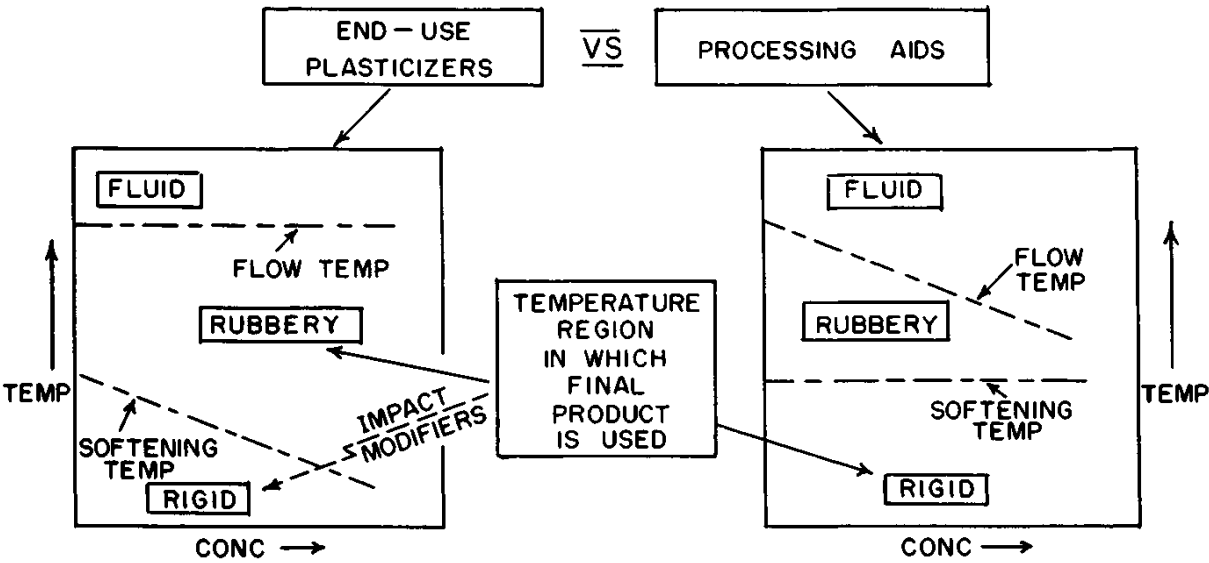 END-USE
PLASTICIZERS
VS
PROCESSING AIDS
FLUID
FLOW TEMP
RUBBERY
TEMP
SOFTENING
TEMP
IMPACT
MODIFIERS
RIGID
CONC
TEMPERATURE
REGION
IN WHICH
FINAL
PRODUCT
IS USED
FLUID
FLOW
TEMP
RUBBERY
TEMP
SOFTENING
TEMP
RIGID
CONC